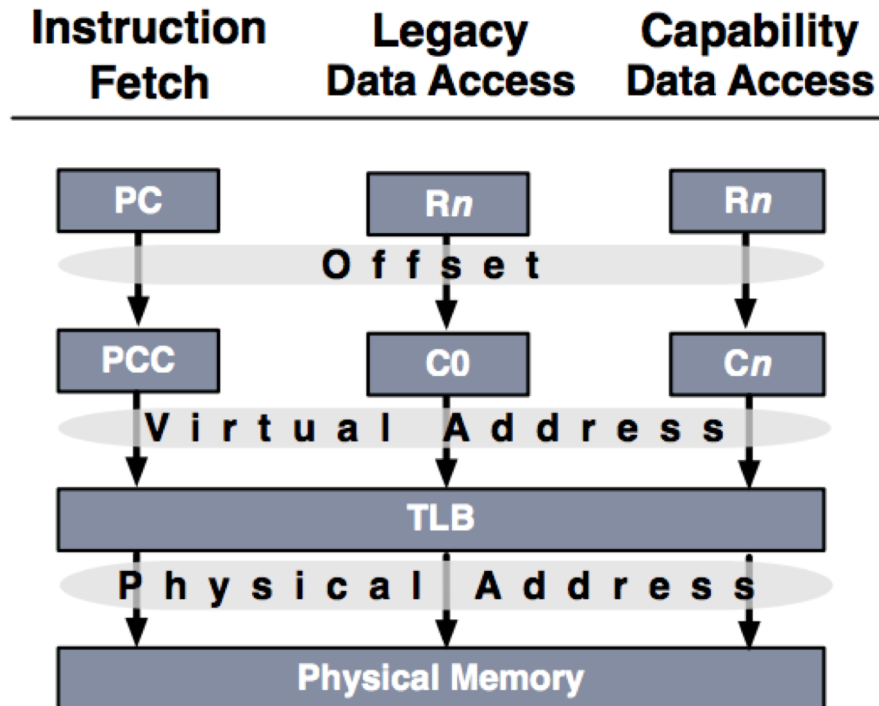 Instruction Fetch
Legacy Data Access
Capability Data Access
PC
Rn
Rn
Offset
PCC
C0
Cn
Virtual Address
TLB
Physical Address
Physical Memory